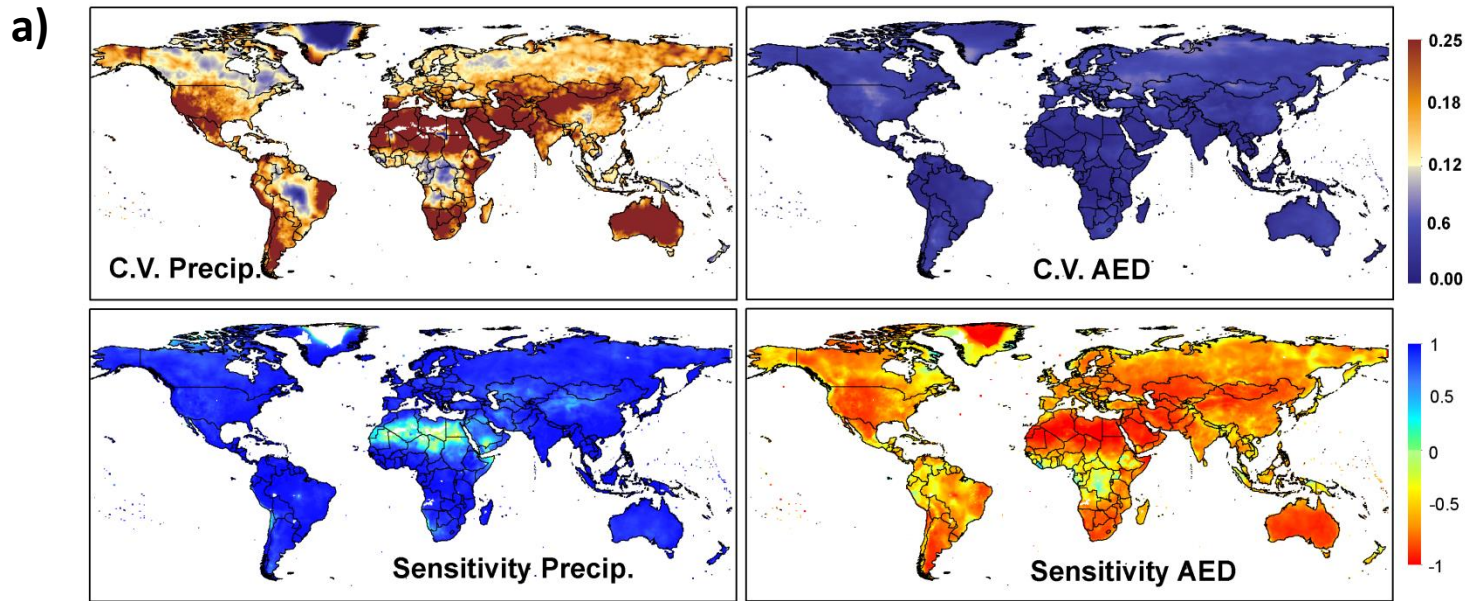 a)
C.V. Precip.
C.V. AED
0.25
0.18
0.12
0.6
0.00
Sensitivity Precip.
Sensitivity AED
1
0.5
0
-0.5
-1